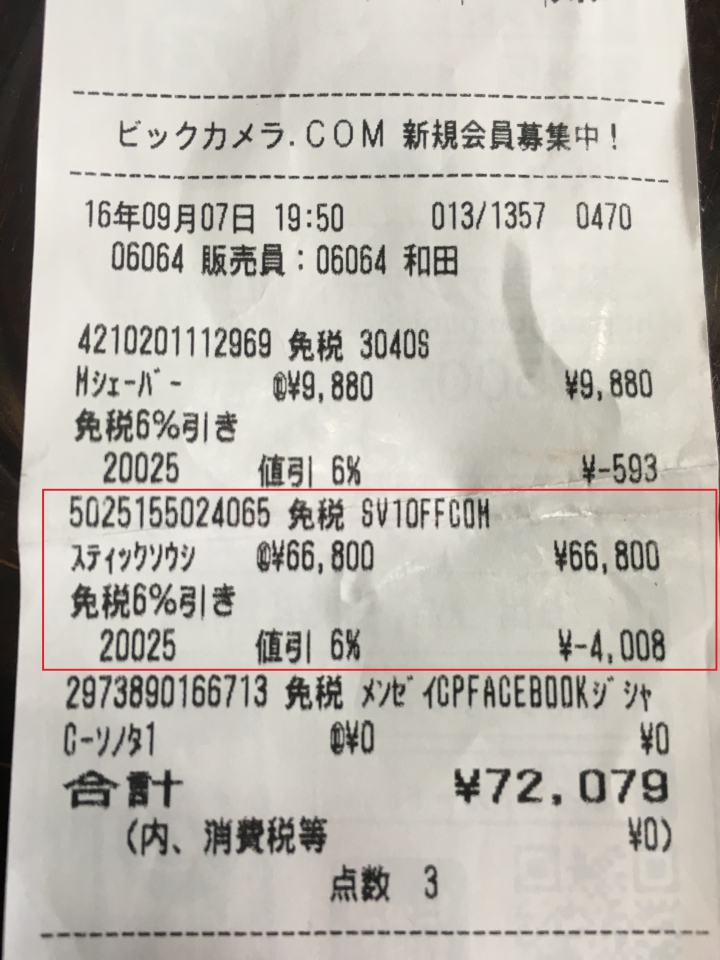 ビックカメラ.COM 新規会員募集中!
16年09月07日 19:50 013/1357 0470
06064 販売員:06064 和田
4210201112969 免税 3040S
Mシェーバー @¥9,880 ¥9,880
免税6%引き
20025 値引 6% ¥-593
5025155024065 免税 SV10FFCOM
スティックソウジ @¥66,800 ¥66,800
免税6%引き
20025 値引 6% ¥-4,008
2973890166713 免税 メンゼイCPFACEBOOKジシャ
C-ソノタ1 @¥0 ¥0
合計 ¥72,079
(内、消費税等 ¥0)
点数 3